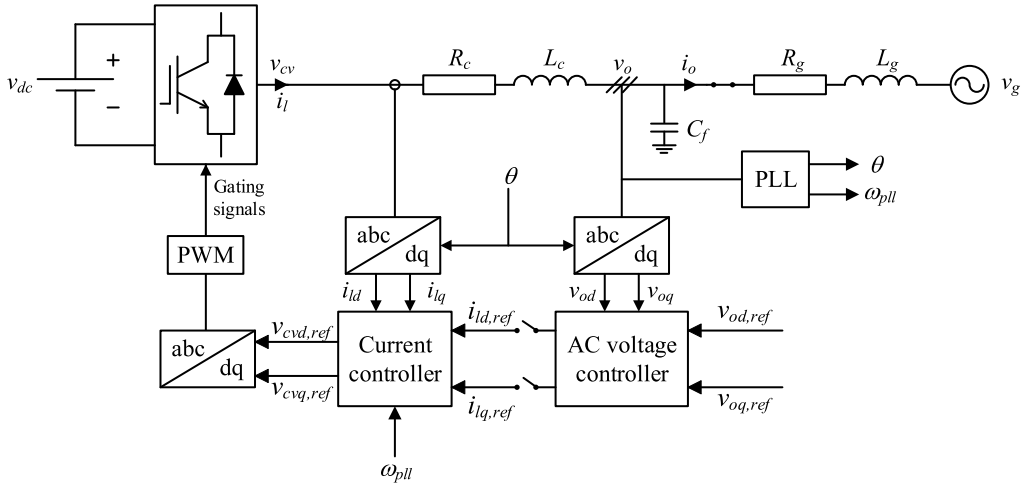 v_dc
+
−
v_cv
i_l
R_c
L_c
v_o
i_o
R_g
L_g
v_g
C_f
Gating
signals
PWM
θ
PLL
θ
ω_pll
abc
dq
abc
dq
i_ld
i_lq
v_od
v_oq
abc
dq
v_cvd,ref
v_cvq,ref
Current
controller
i_ld,ref
i_lq,ref
AC voltage
controller
v_od,ref
v_oq,ref
ω_pll